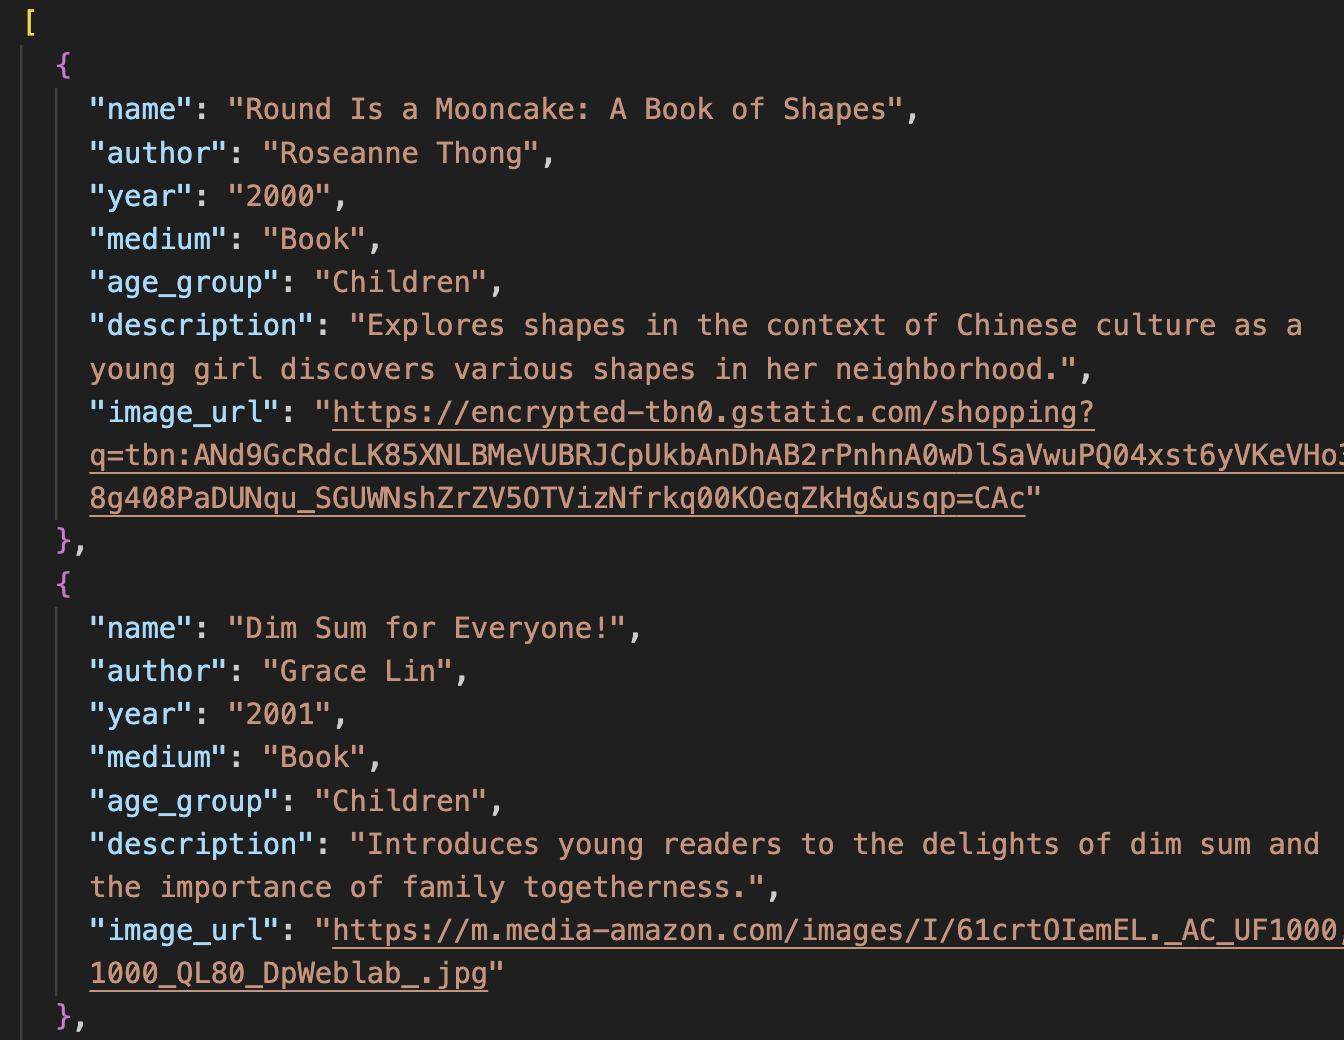 [
{
"name": "Round Is a Mooncake: A Book of Shapes",
"author": "Roseanne Thong",
"year": "2000",
"medium": "Book",
"age_group": "Children",
"description": "Explores shapes in the context of Chinese culture as a
young girl discovers various shapes in her neighborhood.",
"image_url": "https://encrypted-tbn0.gstatic.com/shopping?
q=tbn:ANd9GcRdcLK85XNLBMeVUBRJCpUkbAnDhAB2rPnhnA0wDlSaVwuPQ04xst6yVKeVHo3
8g408PaDUNqu_SGUWNshZrZV5OTVizNfrkq00KOeqZkHg&usqp=CAc"
},
{
"name": "Dim Sum for Everyone!",
"author": "Grace Lin",
"year": "2001",
"medium": "Book",
"age_group": "Children",
"description": "Introduces young readers to the delights of dim sum and
the importance of family togetherness.",
"image_url": "https://m.media-amazon.com/images/I/61crtOIemEL._AC_UF1000,
1000_QL80_DpWeblab_.jpg"
},